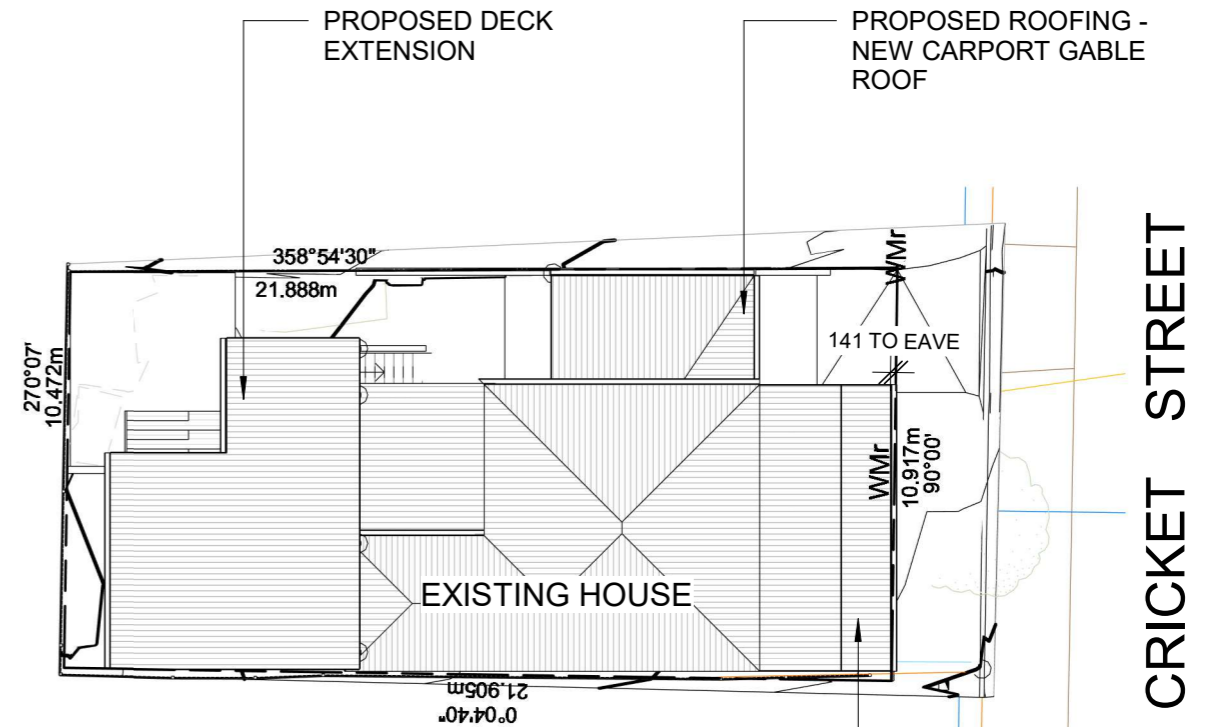 PROPOSED DECK
EXTENSION
PROPOSED ROOFING -
NEW CARPORT GABLE
ROOF
358°54'30"
21.888m
WMr
141 TO EAVE
270°07'
10.472m
WMr
10.917m
90°00'
EXISTING HOUSE
21.905m
0°04'40"
CRICKET STREET